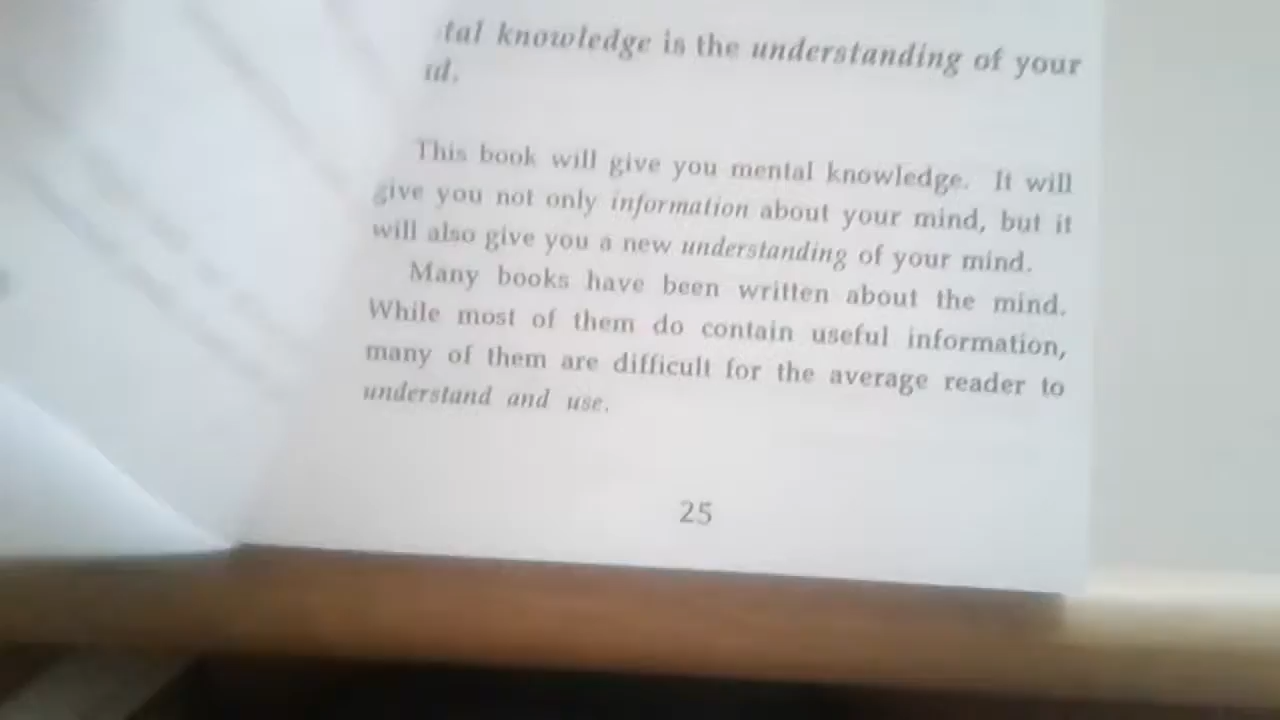 tal knowledge is the understanding of your
d.
This book will give you mental knowledge. It will
give you not only information about your mind, but it
will also give you a new understanding of your mind.
Many books have been written about the mind.
While most of them do contain useful information,
many of them are difficult for the average reader to
understand and use.
25